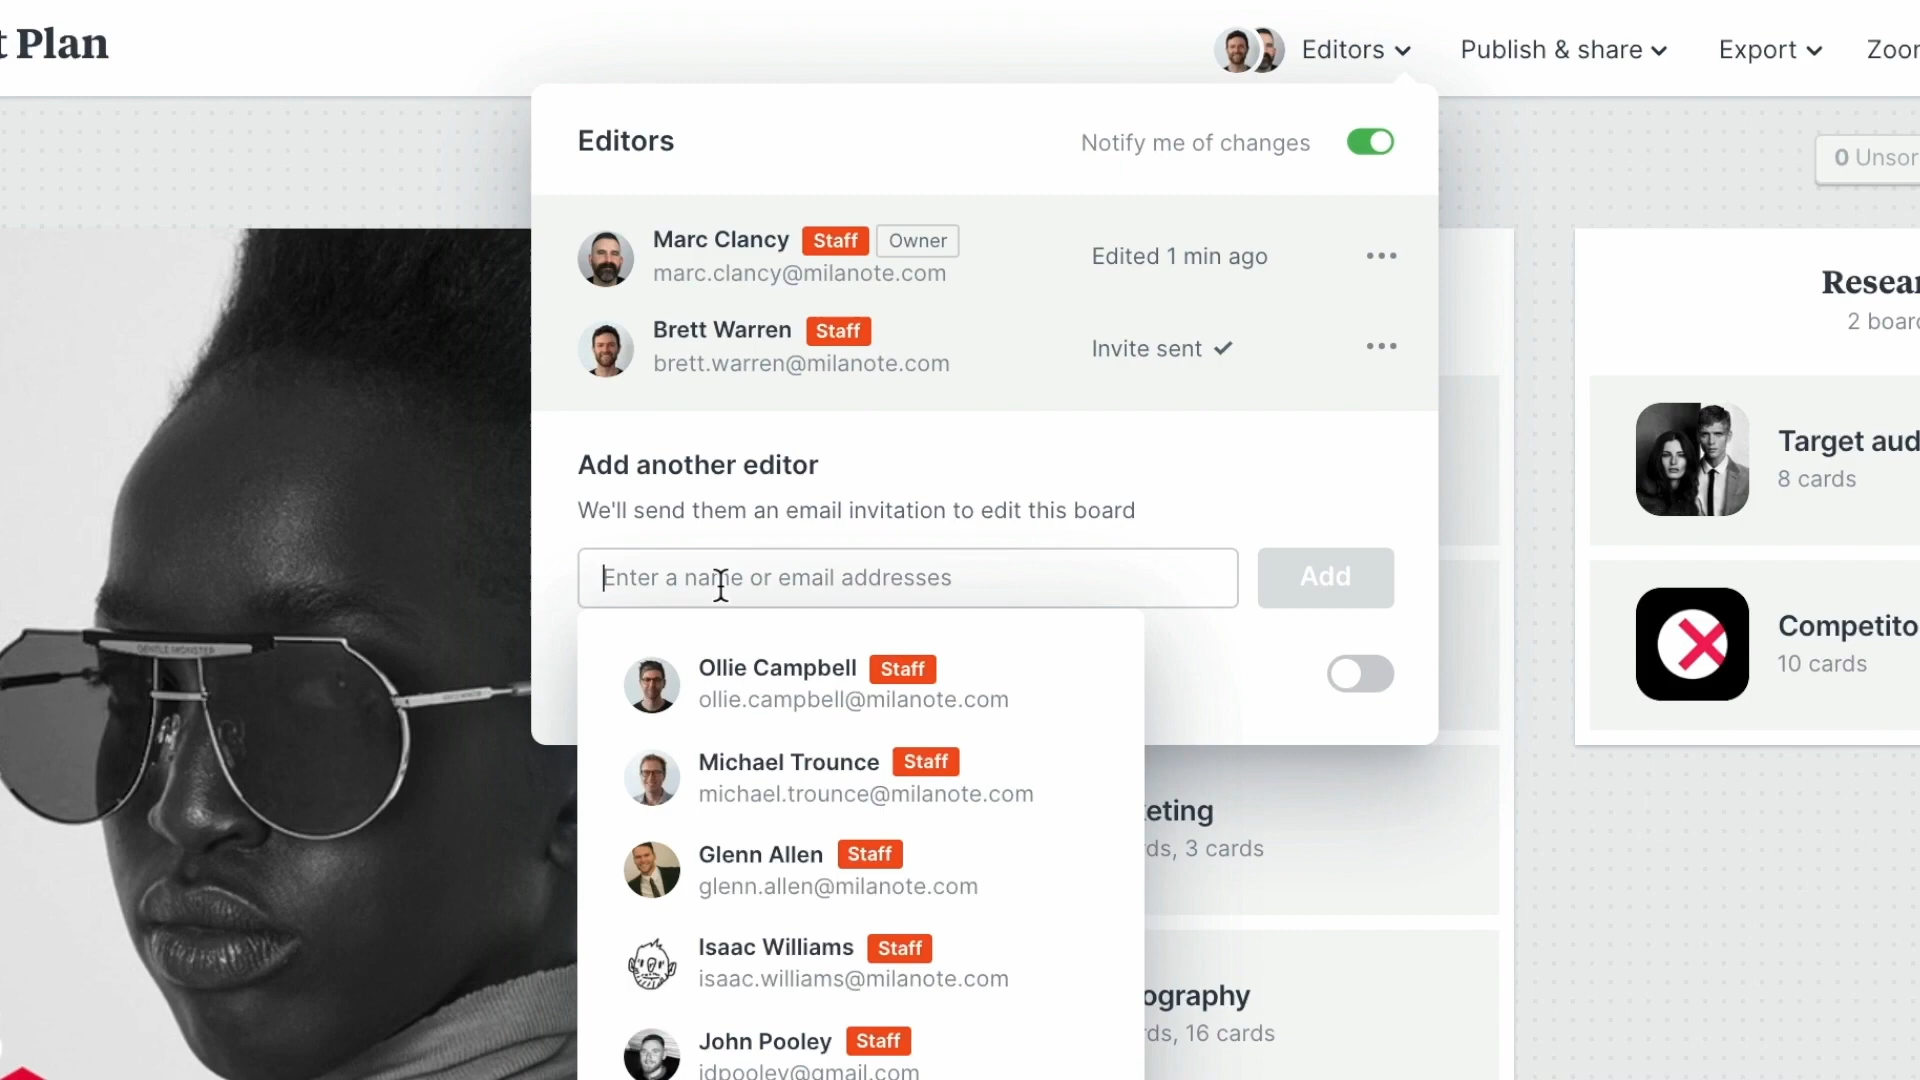 t Plan
Editors
Publish & share
Export
Zoor
Editors
Notify me of changes
0 Unsor
Marc Clancy Staff Owner
marc.clancy@milanote.com
Edited 1 min ago
Brett Warren Staff
brett.warren@milanote.com
Invite sent
Resear
2 board
Add another editor
We'll send them an email invitation to edit this board
Enter a name or email addresses
Add
Target aud
8 cards
Competito
10 cards
GENTLE MONSTER
Ollie Campbell Staff
ollie.campbell@milanote.com
Michael Trounce Staff
michael.trounce@milanote.com
Glenn Allen Staff
glenn.allen@milanote.com
Isaac Williams Staff
isaac.williams@milanote.com
John Pooley Staff
jdpooley@gmail.com
eting
ds, 3 cards
ography
ds, 16 cards